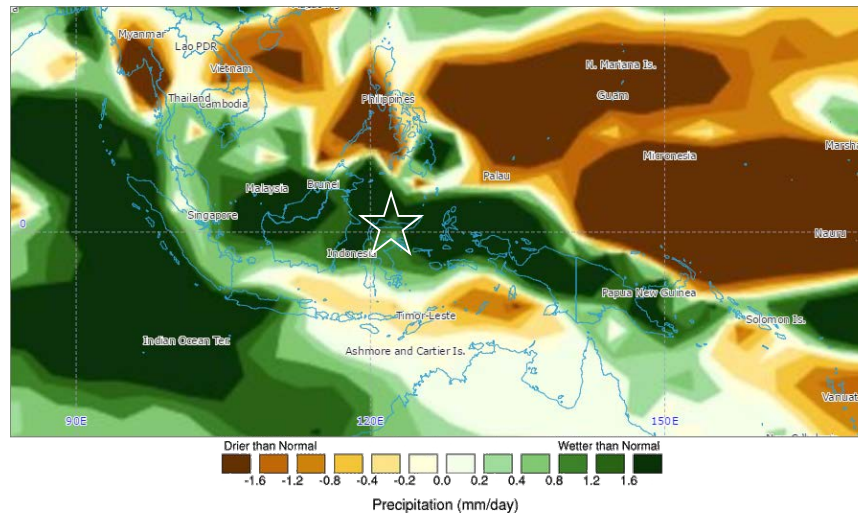 Myanmar
Lao PDR
N. Mariana Is.
Vietnam
Guam
Thailand
Cambodia
Philippines
Marsha
Micronesia
Palau
Malaysia
Brunei
Singapore
0
Nauru
Indonesia
Papua New Guinea
Timor-Leste
Solomon Is.
Indian Ocean Ter.
Ashmore and Cartier Is.
Vanuat
90E
120E
150E
Drier than Normal
Wetter than Normal
-1.6 -1.2 -0.8 -0.4 -0.2 0.0 0.2 0.4 0.8 1.2 1.6
Precipitation (mm/day)